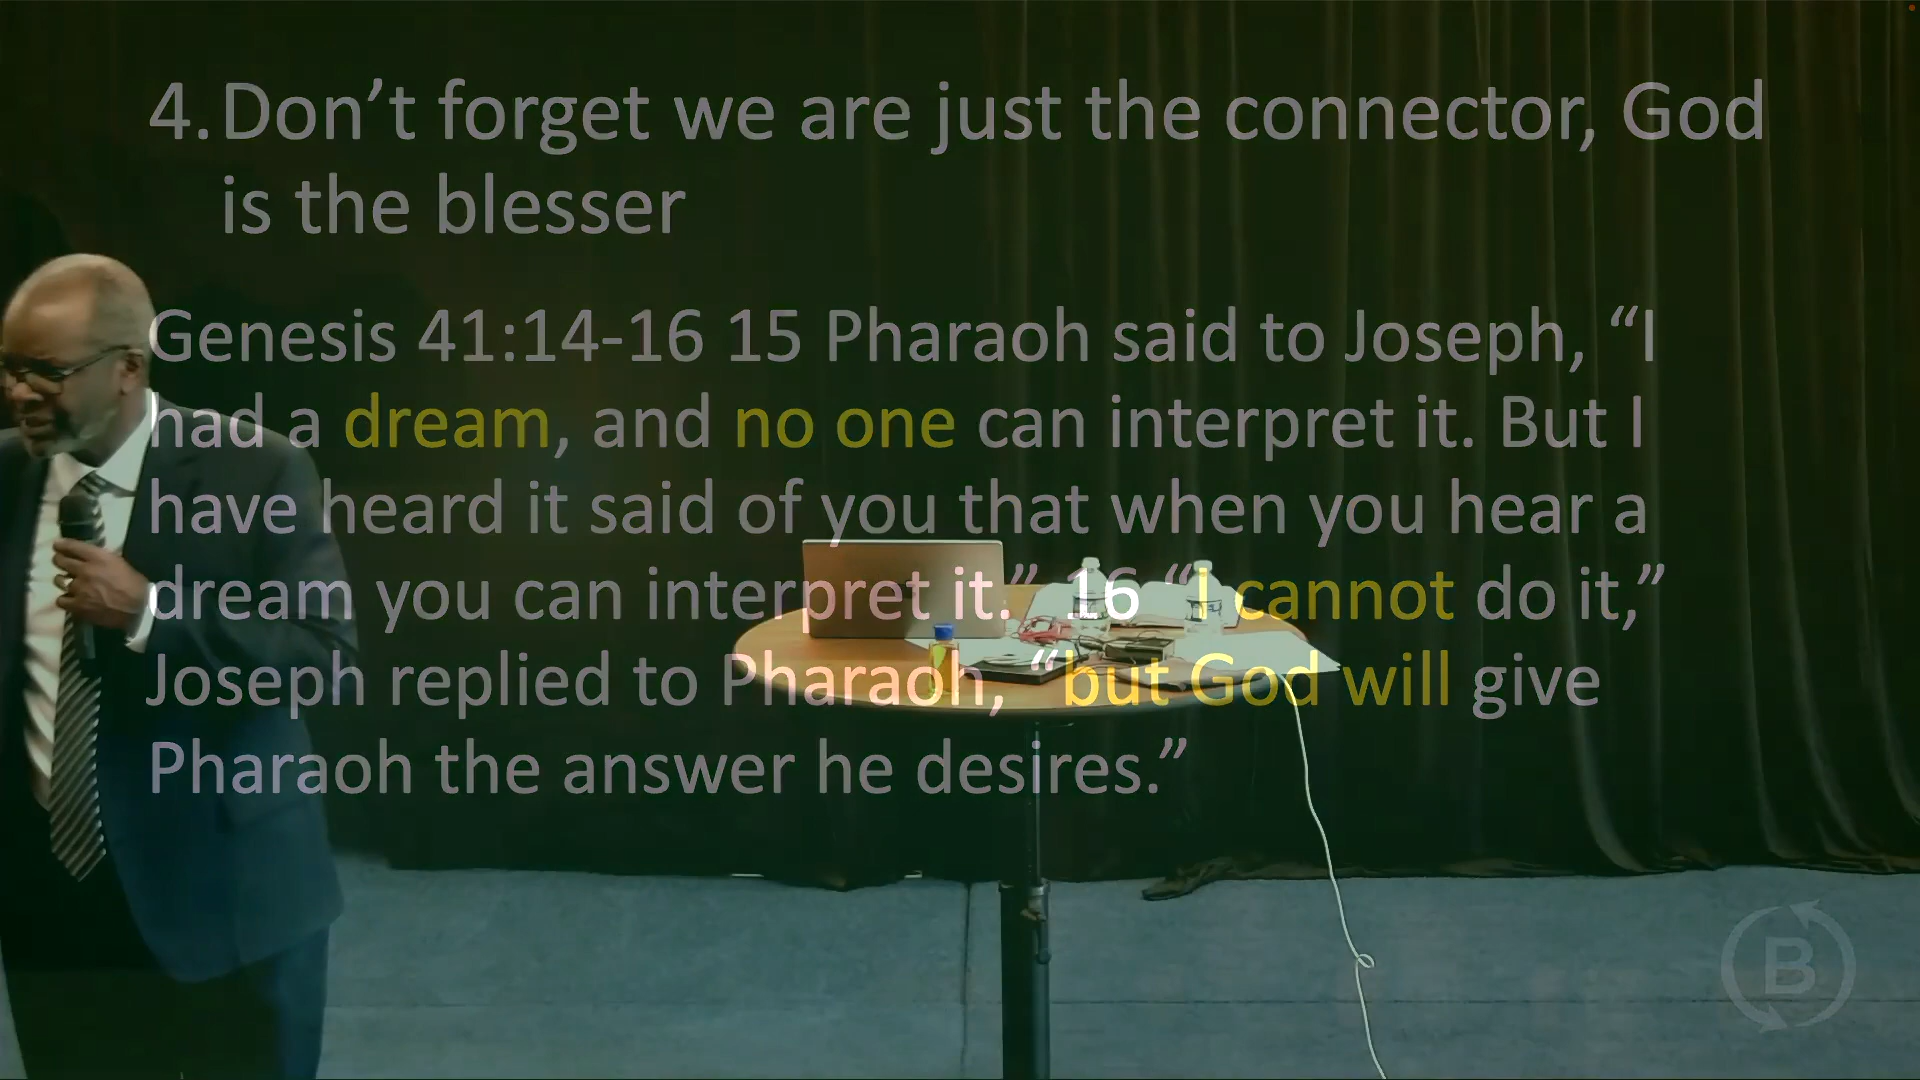 4. Don’t forget we are just the connector, God
is the blesser
Genesis 41:14-16 15 Pharaoh said to Joseph, “I
had a dream, and no one can interpret it. But I
have heard it said of you that when you hear a
dream you can interpret it.” 16 “I cannot do it,”
Joseph replied to Pharaoh, “but God will give
Pharaoh the answer he desires.”
B